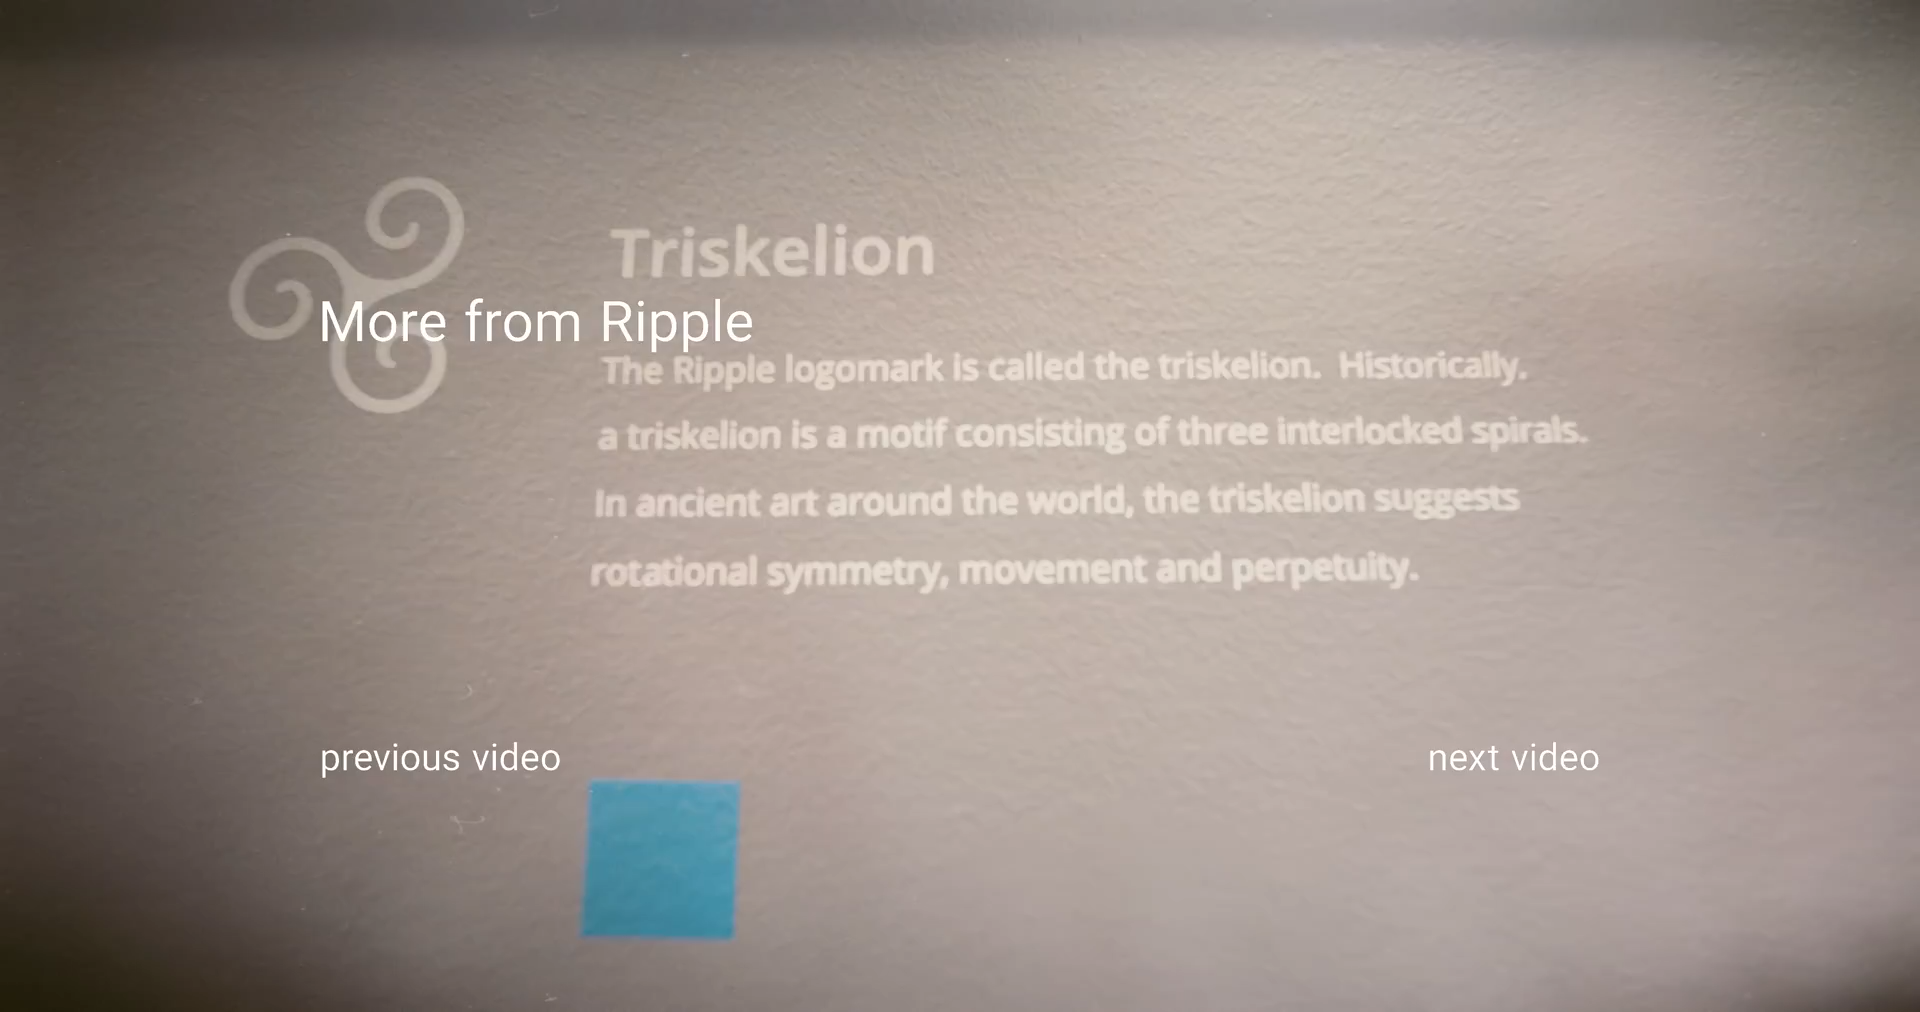 Triskelion
More from Ripple
The Ripple logomark is called the triskelion. Historically.
a triskelion is a motif consisting of three interlocked spirals.
In ancient art around the world, the triskelion suggests
rotational symmetry, movement and perpetuity.
previous video
next video